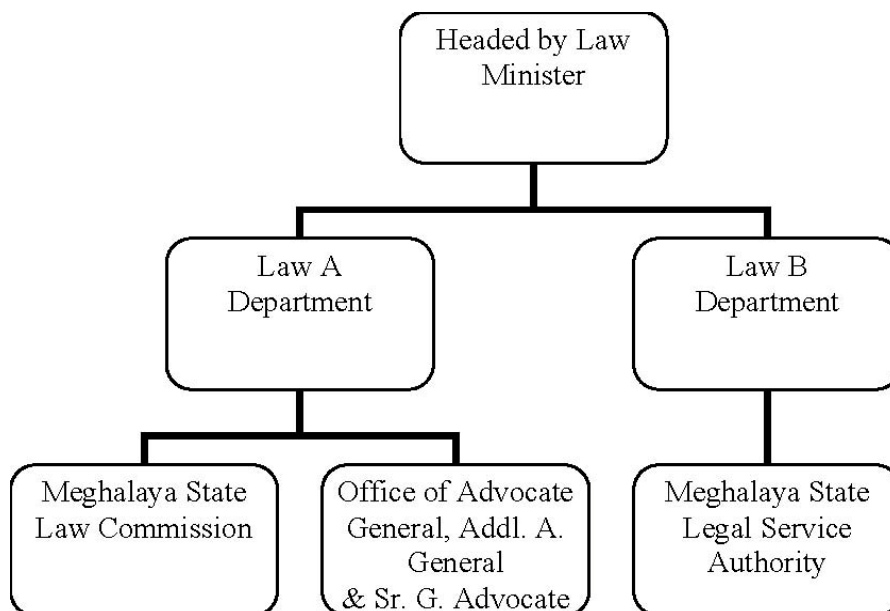 Headed by Law
Minister
Law A
Department
Law B
Department
Meghalaya State
Law Commission
Office of Advocate
General, Addl. A.
General
& Sr. G. Advocate
Meghalaya State
Legal Service
Authority